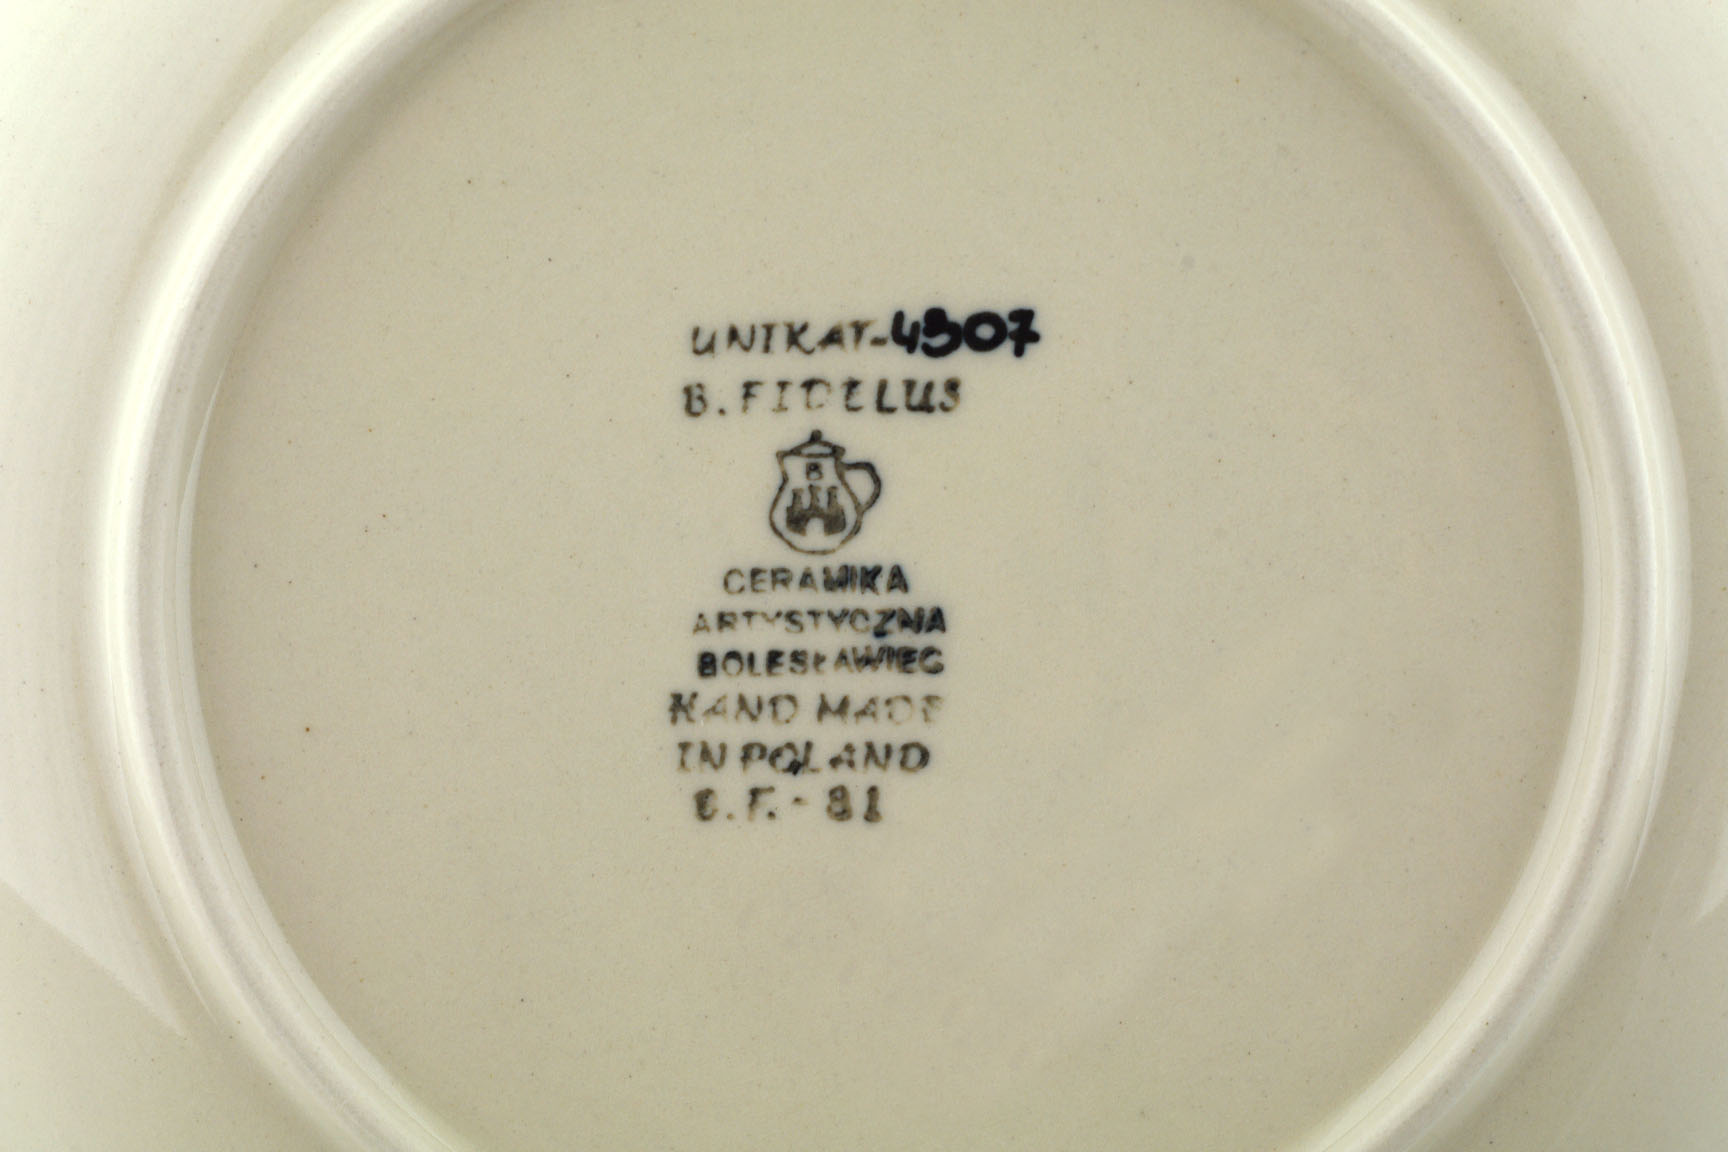 UNIKAT-4307
B. FIDELUS
B
CERAMIKA
ARTYSTYCZNA
BOLESŁAWIEC
HAND MADE
IN POLAND
B.F.-81